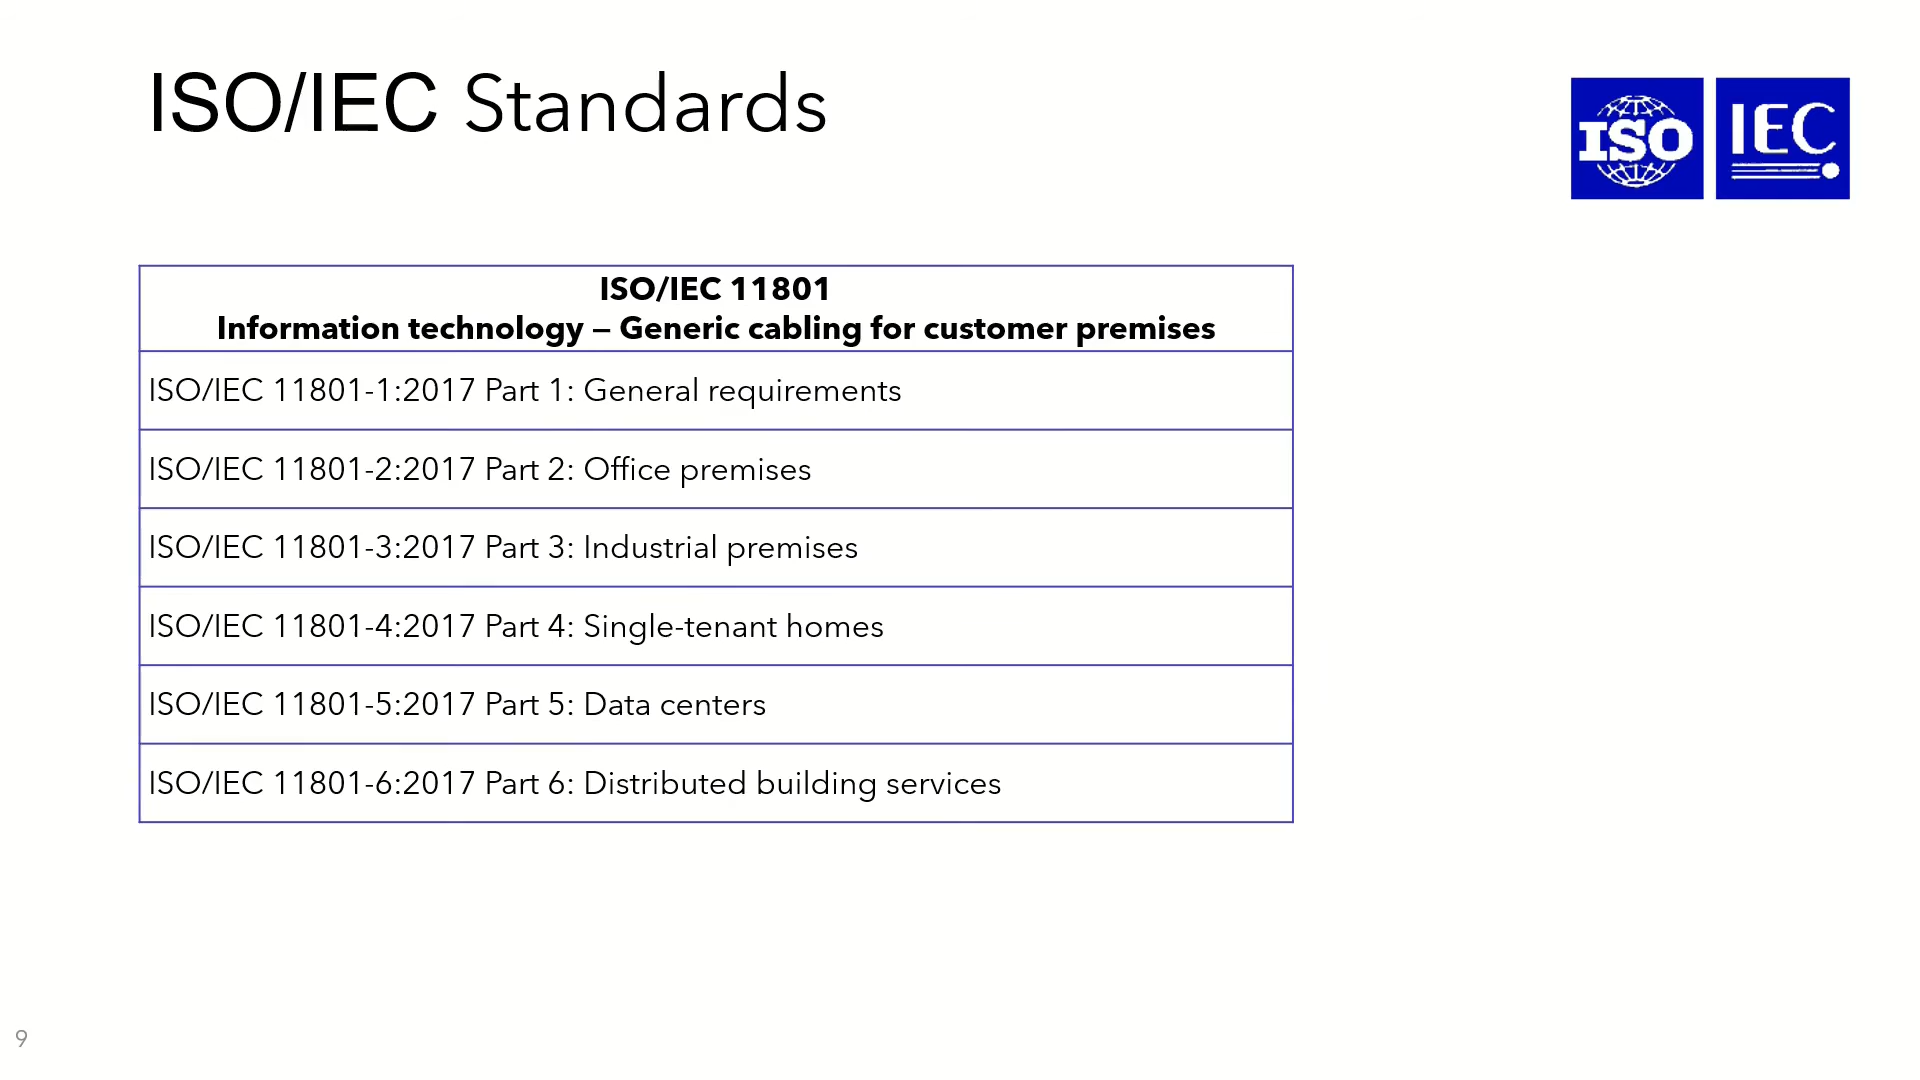 ISO/IEC Standards
ISO IEC
ISO/IEC 11801
Information technology – Generic cabling for customer premises
ISO/IEC 11801-1:2017 Part 1: General requirements
ISO/IEC 11801-2:2017 Part 2: Office premises
ISO/IEC 11801-3:2017 Part 3: Industrial premises
ISO/IEC 11801-4:2017 Part 4: Single-tenant homes
ISO/IEC 11801-5:2017 Part 5: Data centers
ISO/IEC 11801-6:2017 Part 6: Distributed building services
9